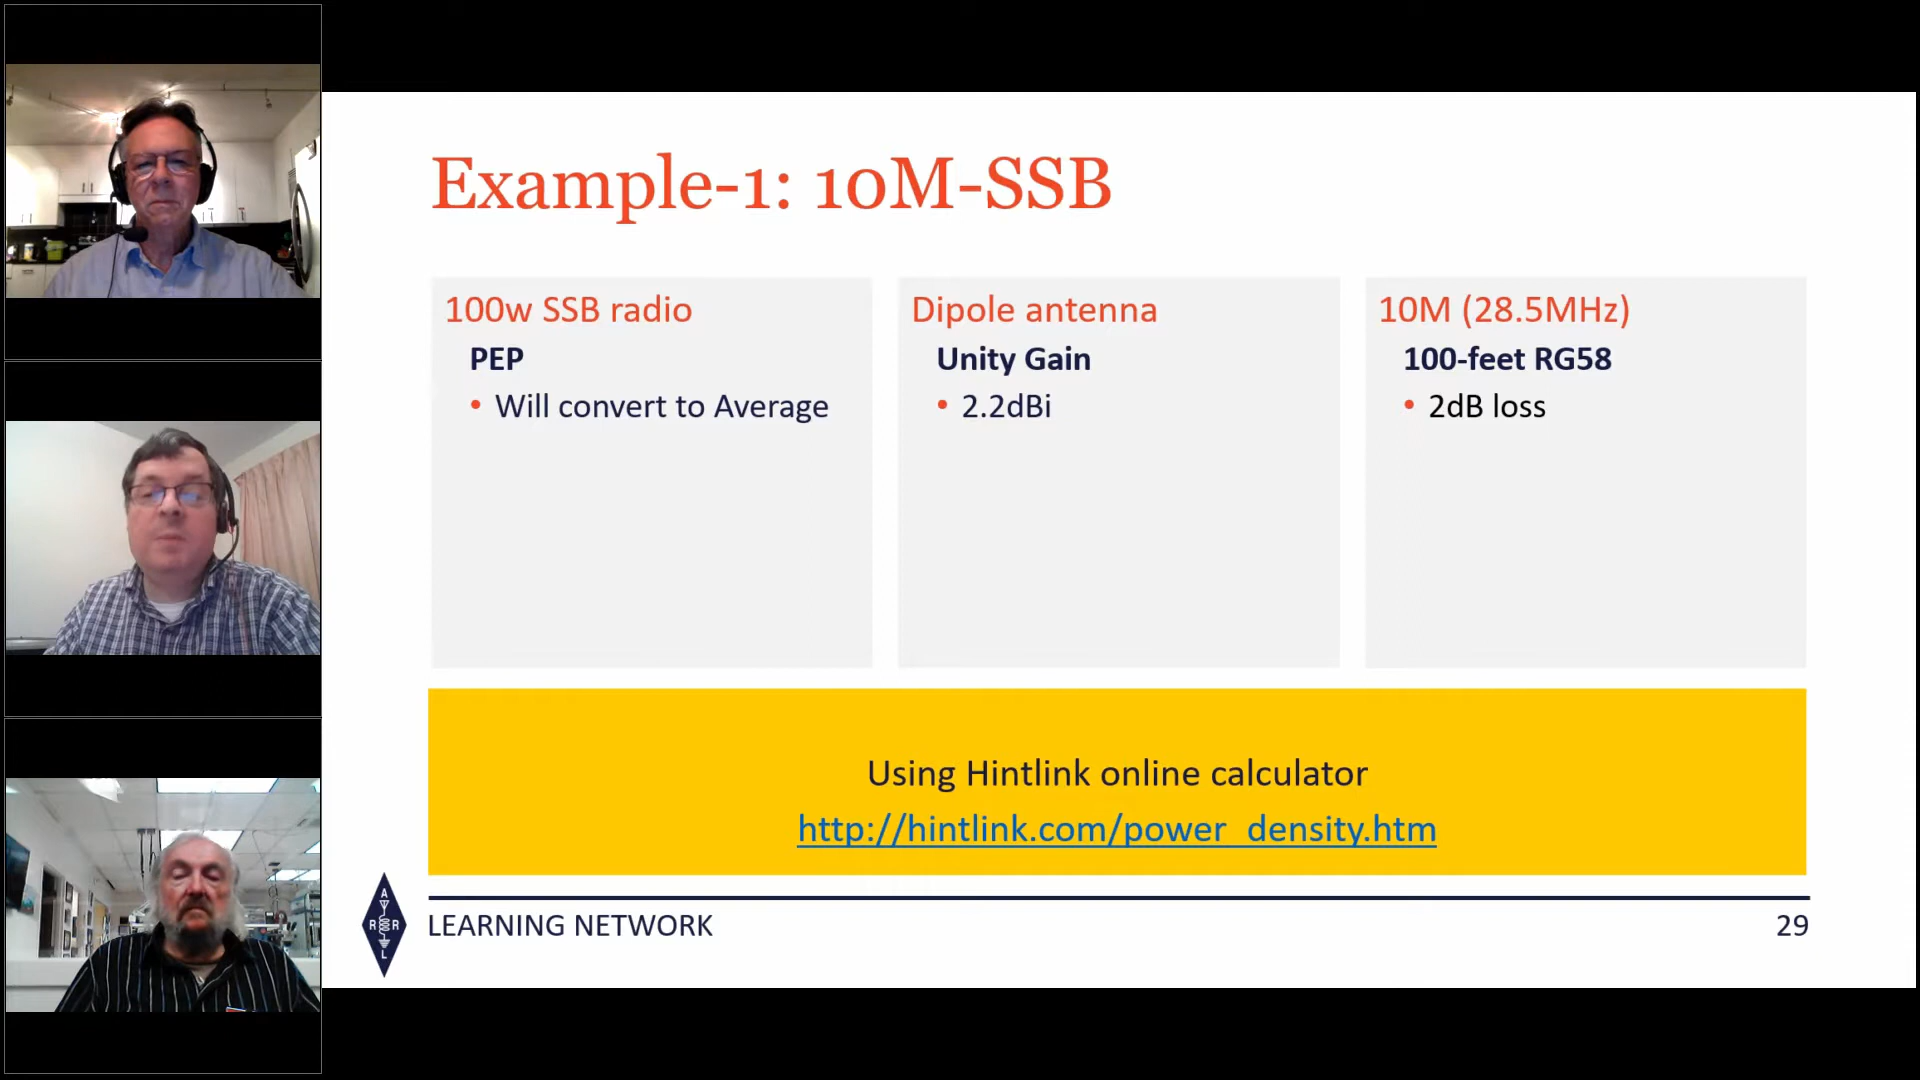 Example-1: 10M-SSB
100w SSB radio
PEP
• Will convert to Average
Dipole antenna
Unity Gain
• 2.2dBi
10M (28.5MHz)
100-feet RG58
• 2dB loss
Using Hintlink online calculator
http://hintlink.com/power_density.htm
A
R R
L
LEARNING NETWORK
29